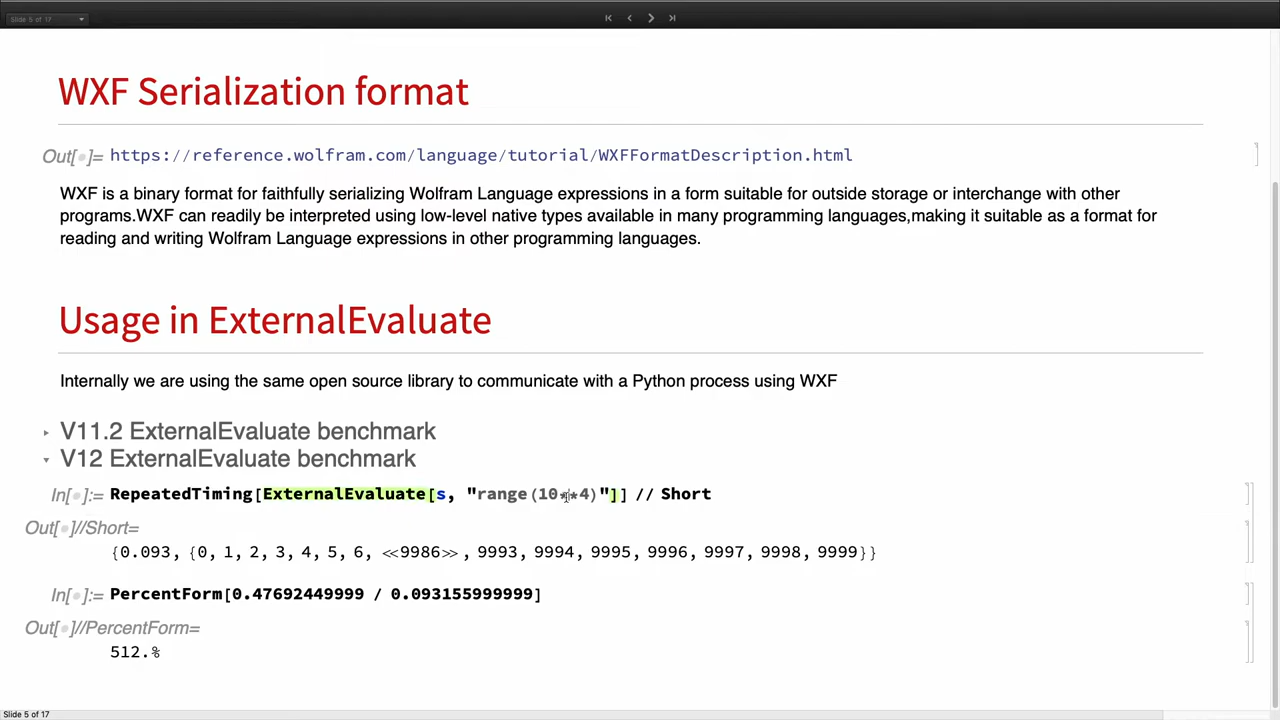 Slide 5 of 17
WXF Serialization format
Out[•]= https://reference.wolfram.com/language/tutorial/WXFFormatDescription.html
WXF is a binary format for faithfully serializing Wolfram Language expressions in a form suitable for outside storage or interchange with other
programs.WXF can readily be interpreted using low-level native types available in many programming languages,making it suitable as a format for
reading and writing Wolfram Language expressions in other programming languages.
Usage in ExternalEvaluate
Internally we are using the same open source library to communicate with a Python process using WXF
V11.2 ExternalEvaluate benchmark
V12 ExternalEvaluate benchmark
In[•]:= RepeatedTiming[ExternalEvaluate[s, "range(10**4)"]] // Short
Out[•]//Short=
{0.093, {0, 1, 2, 3, 4, 5, 6, <<9986>>, 9993, 9994, 9995, 9996, 9997, 9998, 9999}}
In[•]:= PercentForm[0.47692449999 / 0.093155999999]
Out[•]//PercentForm=
512.%
Slide 5 of 17